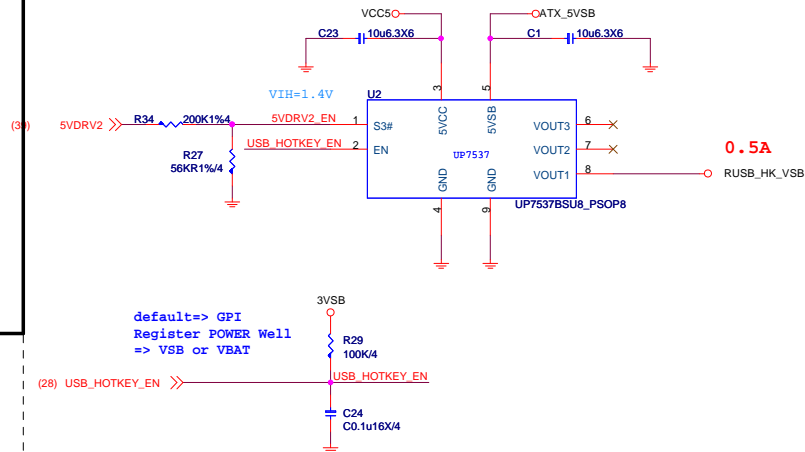 VCC5
ATX_5VSB
C23
10u6.3X6
C1
10u6.3X6
VIH=1.4V
U2
3
5
5VCC
5VSB
5VDRV2
R34
200K1%4
5VDRV2_EN
1
S3#
VOUT3
6
USB_HOTKEY_EN
2
EN
UP7537
VOUT2
7
0.5A
R27
56KR1%/4
VOUT1
8
RUSB_HK_VSB
GND
GND
4
9
UP7537BSU8_PSOP8
3VSB
default=> GPI
Register POWER Well
=> VSB or VBAT
R29
100K/4
(28)
USB_HOTKEY_EN
USB_HOTKEY_EN
C24
C0.1u16X/4